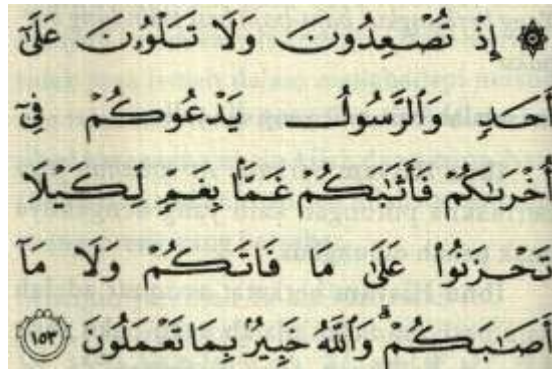 ۞ إِذْ تُصْعِدُونَ وَلَا تَلْوُۥنَ عَلَىٰٓ
أَحَدٍ وَٱلرَّسُولُ يَدْعُوكُمْ فِىٓ
أُخْرَىٰكُمْ فَأَثَٰبَكُمْ غَمًّۢا بِغَمٍّ لِّكَيْلَا
تَحْزَنُوا۟ عَلَىٰ مَا فَاتَكُمْ وَلَا مَآ
أَصَٰبَكُمْ ۗ وَٱللَّهُ خَبِيرٌۢ بِمَا تَعْمَلُونَ ١٥٣